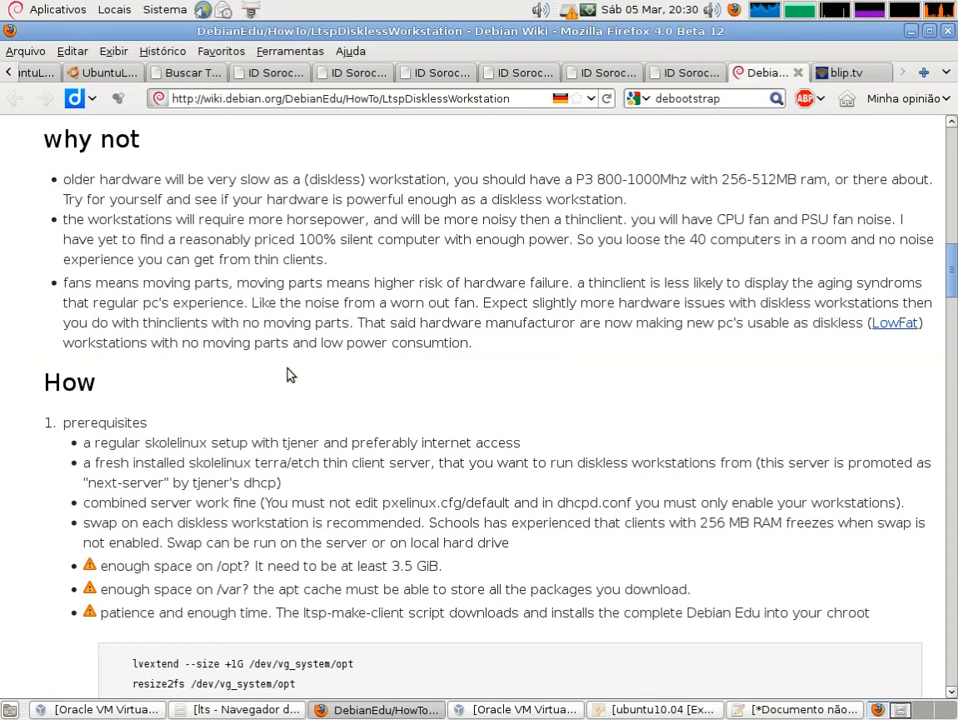 Aplicativos Locais Sistema Sáb 05 Mar, 20:30
DebianEdu/HowTo/LtspDisklessWorkstation - Debian Wiki - Mozilla Firefox 4.0 Beta 12
Arquivo Editar Exibir Histórico Favoritos Ferramentas Ajuda
untuL... UbuntuL... Buscar T... ID Soroc... ID Soroc... ID Soroc... ID Soroc... ID Soroc... ID Soroc... Debia... blip.tv
http://wiki.debian.org/DebianEdu/HowTo/LtspDisklessWorkstation debootstrap ABP Minha opinião
why not
older hardware will be very slow as a (diskless) workstation, you should have a P3 800-1000Mhz with 256-512MB ram, or there about.
Try for yourself and see if your hardware is powerful enough as a diskless workstation.
the workstations will require more horsepower, and will be more noisy then a thinclient. you will have CPU fan and PSU fan noise. I
have yet to find a reasonably priced 100% silent computer with enough power. So you loose the 40 computers in a room and no noise
experience you can get from thin clients.
fans means moving parts, moving parts means higher risk of hardware failure. a thinclient is less likely to display the aging syndroms
that regular pc's experience. Like the noise from a worn out fan. Expect slightly more hardware issues with diskless workstations then
you do with thinclients with no moving parts. That said hardware manufacturor are now making new pc's usable as diskless (LowFat)
workstations with no moving parts and low power consumtion.
How
1. prerequisites
a regular skolelinux setup with tjener and preferably internet access
a fresh installed skolelinux terra/etch thin client server, that you want to run diskless workstations from (this server is promoted as
"next-server" by tjener's dhcp)
combined server work fine (You must not edit pxelinux.cfg/default and in dhcpd.conf you must only enable your workstations).
swap on each diskless workstation is recommended. Schools has experienced that clients with 256 MB RAM freezes when swap is
not enabled. Swap can be run on the server or on local hard drive
enough space on /opt? It need to be at least 3.5 GiB.
enough space on /var? the apt cache must be able to store all the packages you download.
patience and enough time. The ltsp-make-client script downloads and installs the complete Debian Edu into your chroot
lvextend --size +1G /dev/vg_system/opt
resize2fs /dev/vg_system/opt
[Oracle VM Virtual... [lts - Navegador d... DebianEdu/HowTo... [Oracle VM Virtual... [ubuntu10.04 [Ex... [*Documento não...